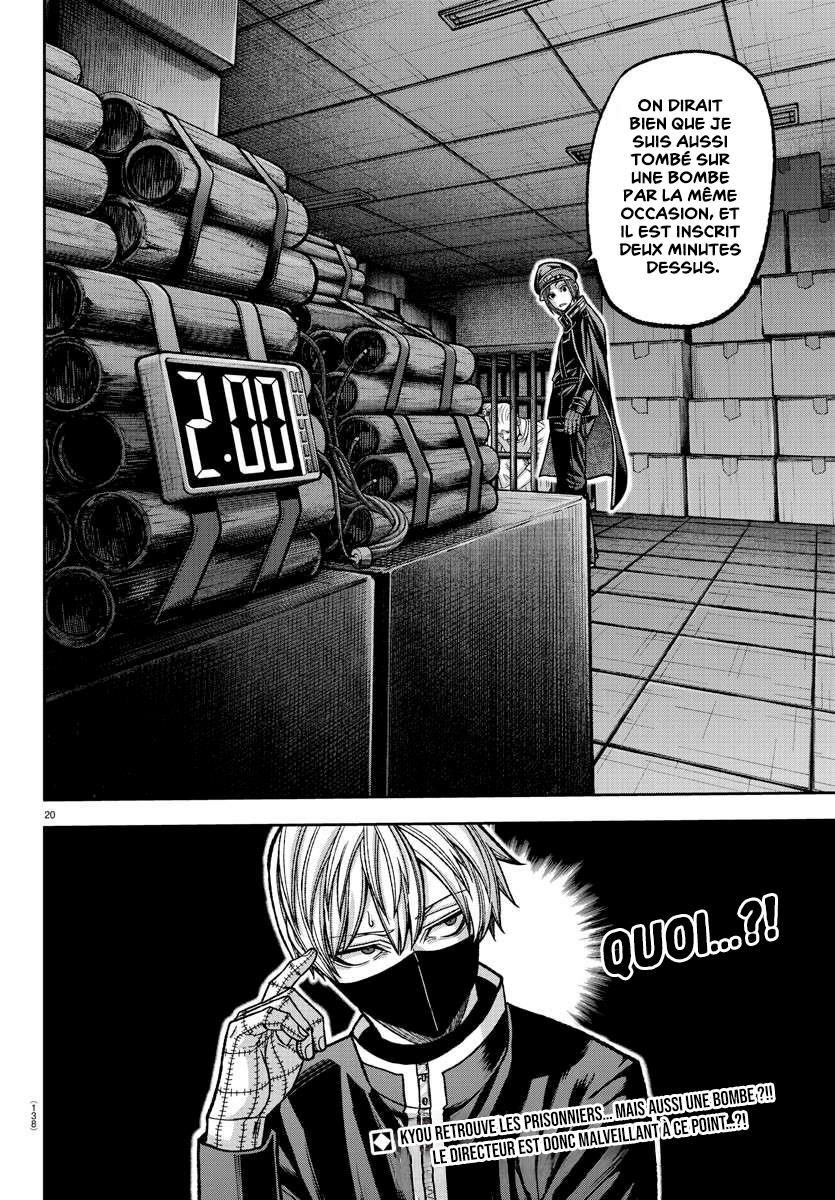 ON DIRAIT
BIEN QUE JE
SUIS AUSSI
TOMBÉ SUR
UNE BOMBE
PAR LA MÊME
OCCASION, ET
IL EST INSCRIT
DEUX MINUTES
DESSUS.
2:00
20
QUOI...?!
KYOU RETROUVE LES PRISONNIERS... MAIS AUSSI UNE BOMBE ?!!
LE DIRECTEUR EST DONC MALVEILLANT À CE POINT...?!
(138)